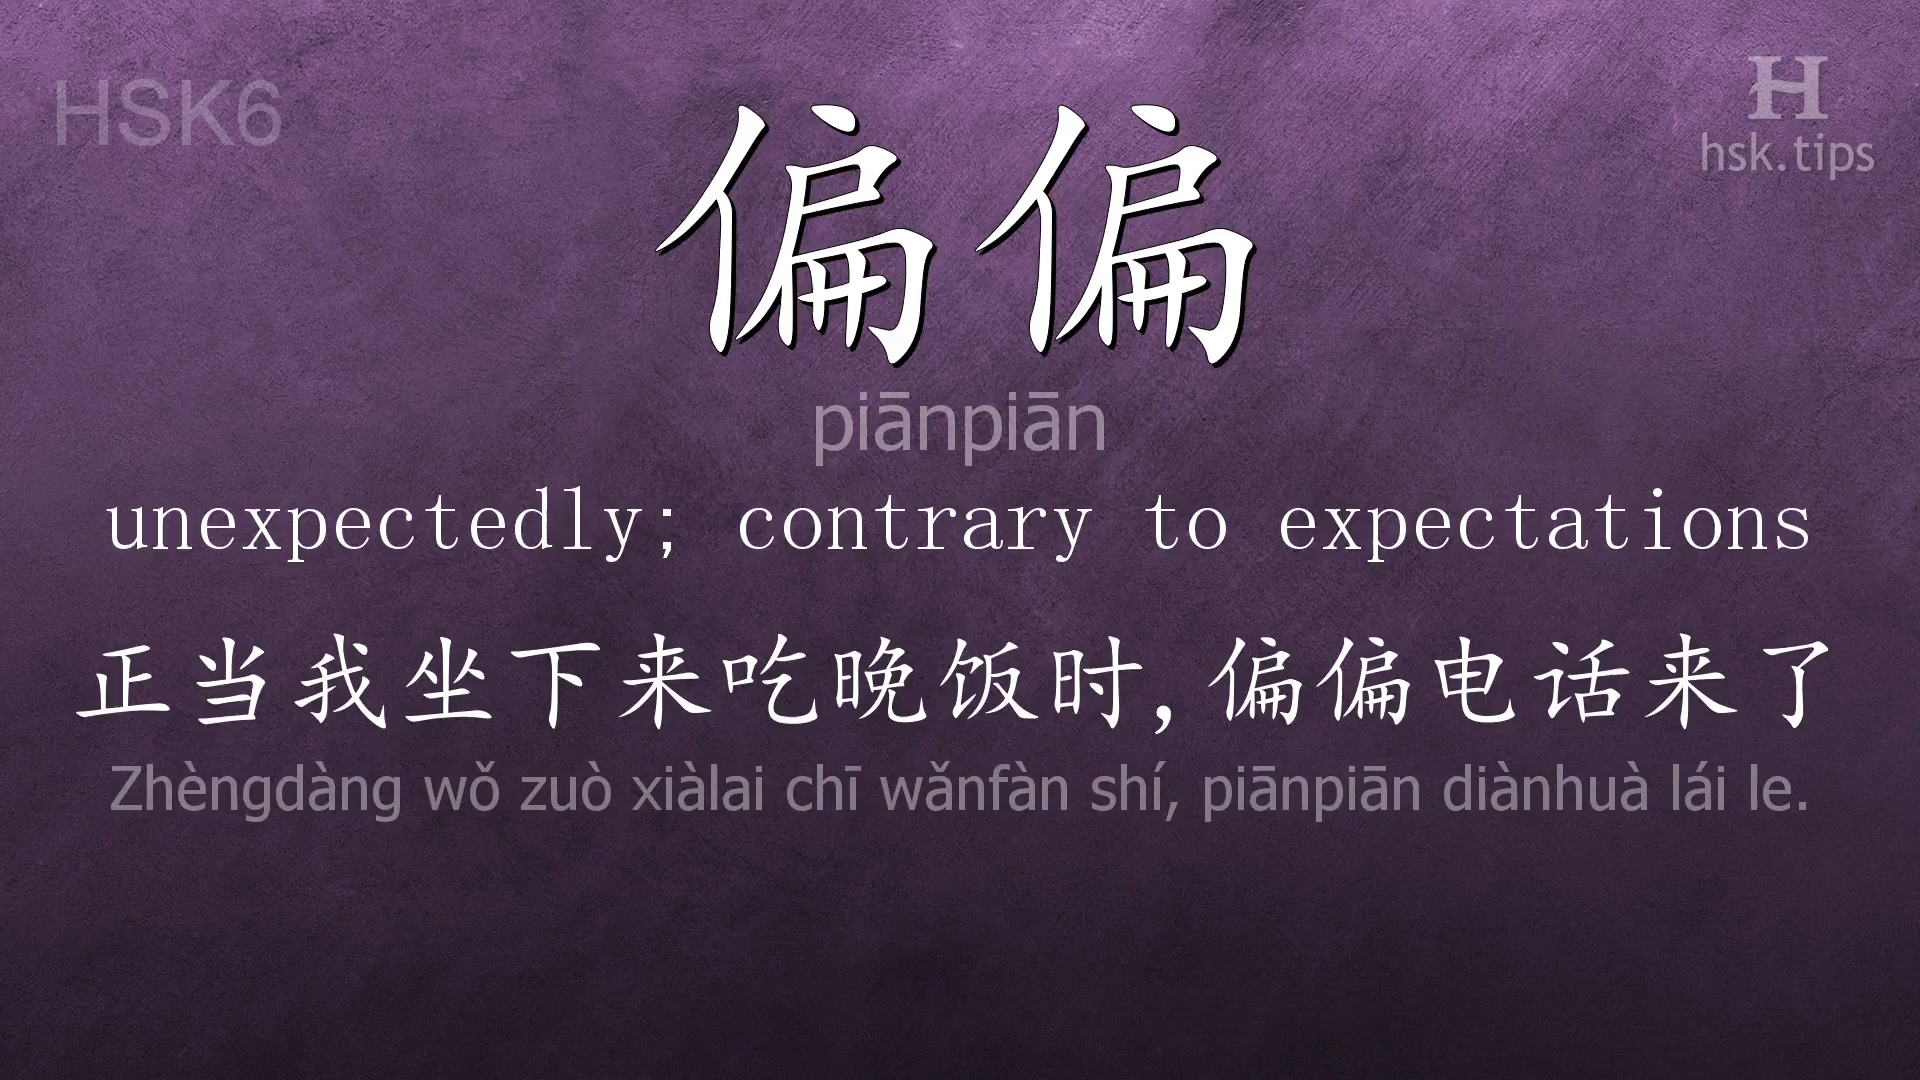 HSK6
H
hsk.tips
偏偏
piānpiān
unexpectedly; contrary to expectations
正当我坐下来吃晚饭时,偏偏电话来了
Zhèngdàng wǒ zuò xiàlai chī wǎnfàn shí, piānpiān diànhuà lái le.